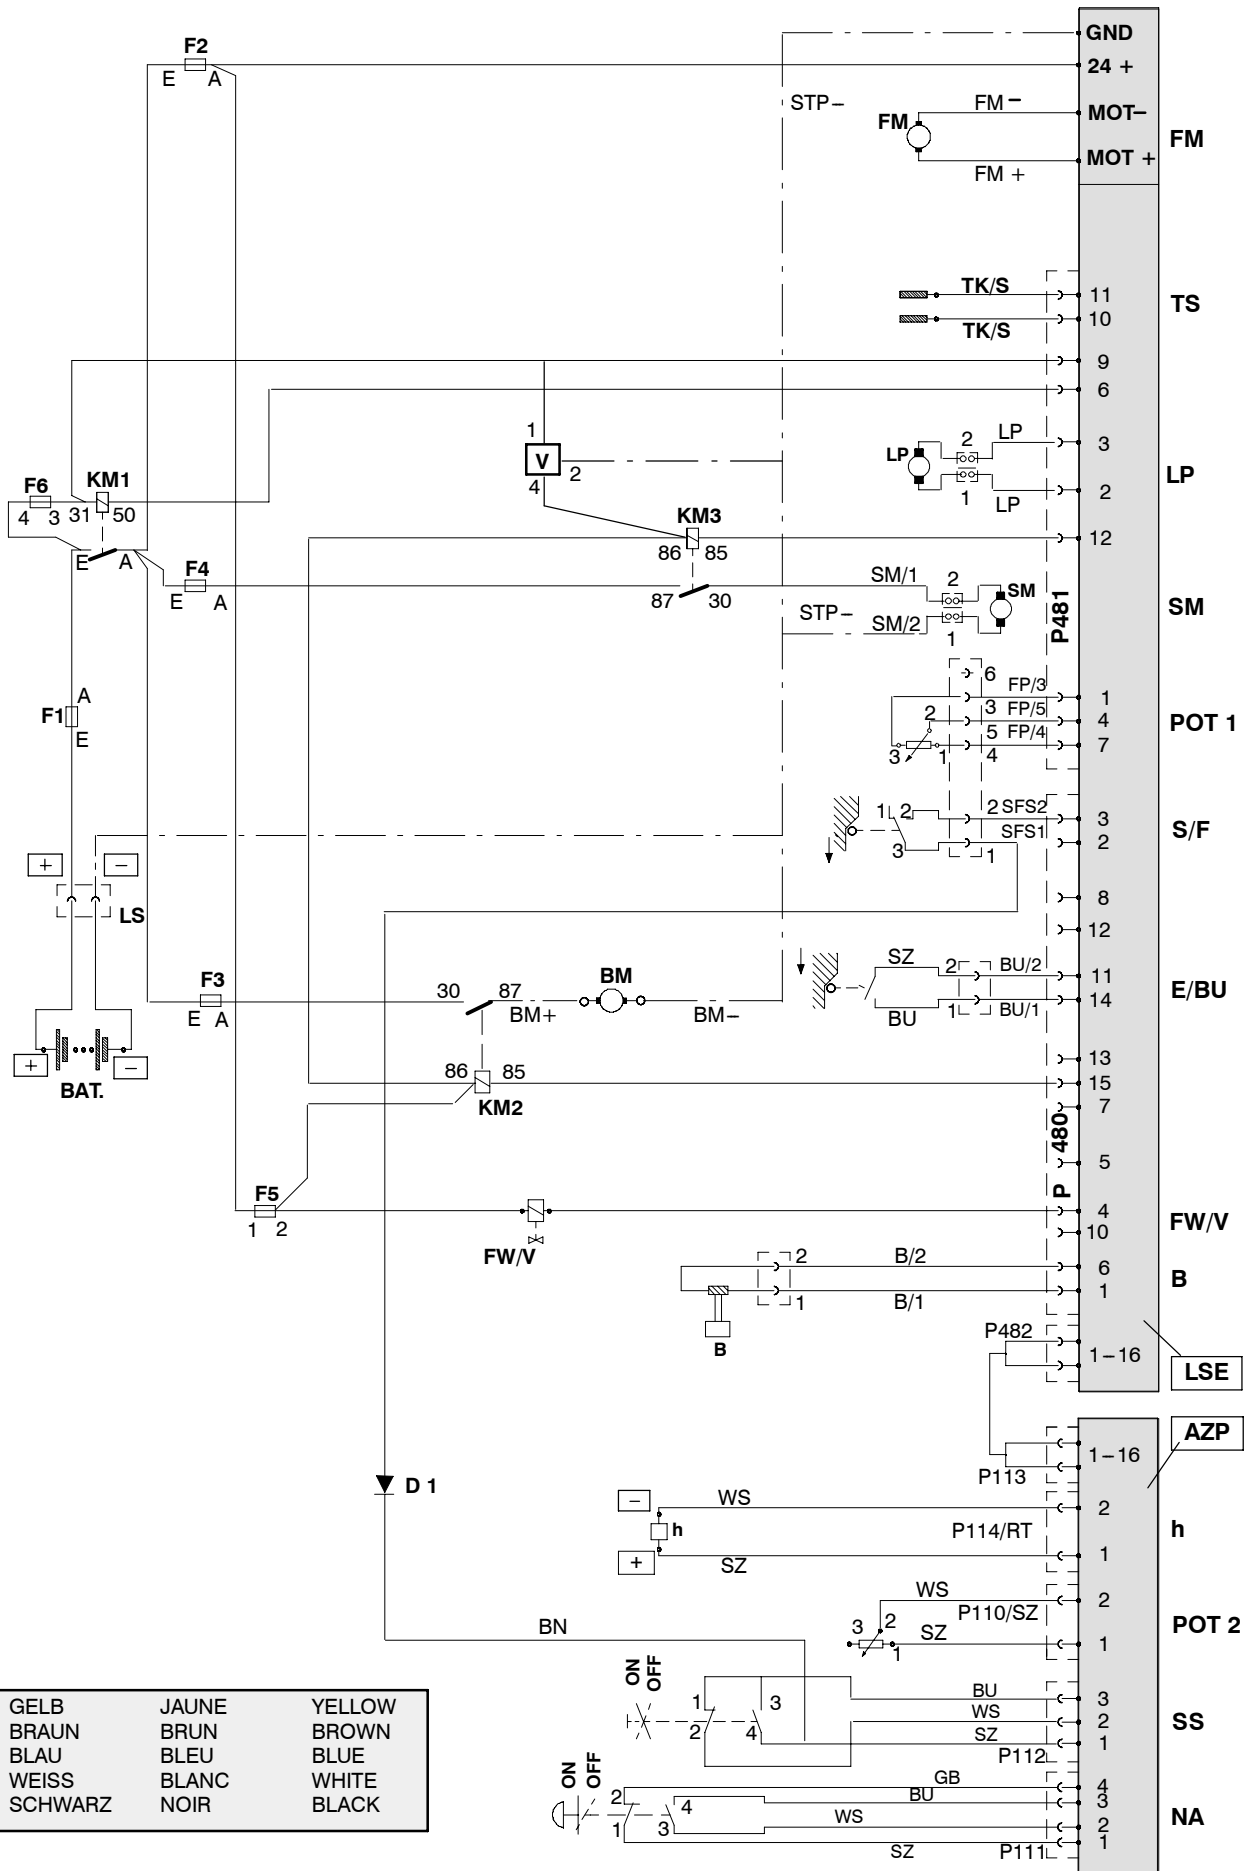 GND
F2
24 +
E A
STP−
FM −
MOT−
FM
FM
MOT +
FM +
TK/S
11
TS
10
TK/S
9
6
1
2 LP
3
LP
V
2
LP
F6 KM1
4
1 LP
2
4 3 31 50
KM3
86 85
12
E A
F4
SM/1 2
SM
E A
87 30
P481
SM
STP−
SM/2
1
6
A
FP/3
1
F1
2 3 FP/5
4
POT 1
E
5 FP/4
7
3 1 4
1 2
2 SFS2
3
S/F
SFS1
2
3 1
+ −
LS
8
12
SZ 2 BU/2
11
F3
30 87
BM
E/BU
E A
BM+ BM−
BU 1 BU/1
14
+ −
BAT.
13
86 85
15
KM2
7
P 480
5
F5
4
1 2
FW/V
10
FW/V
2 B/2
6
B
1 B/1
1
B
P482
1−16
LSE
AZP
1−16
P113
D 1
−
WS
2
h
P114/RT
h
+
SZ
1
WS
2
P110/SZ
POT 2
BN
3 2
SZ
1
1
ON
OFF
1 3
BU
3
WS
2
SS
2 4
SZ
1
P112
GELB JAUNE YELLOW
BRAUN BRUN BROWN
BLAU BLEU BLUE
WEISS BLANC WHITE
SCHWARZ NOIR BLACK
ON
OFF
GB
4
2 4
BU
3
WS
2
NA
1 3
SZ
P111
1